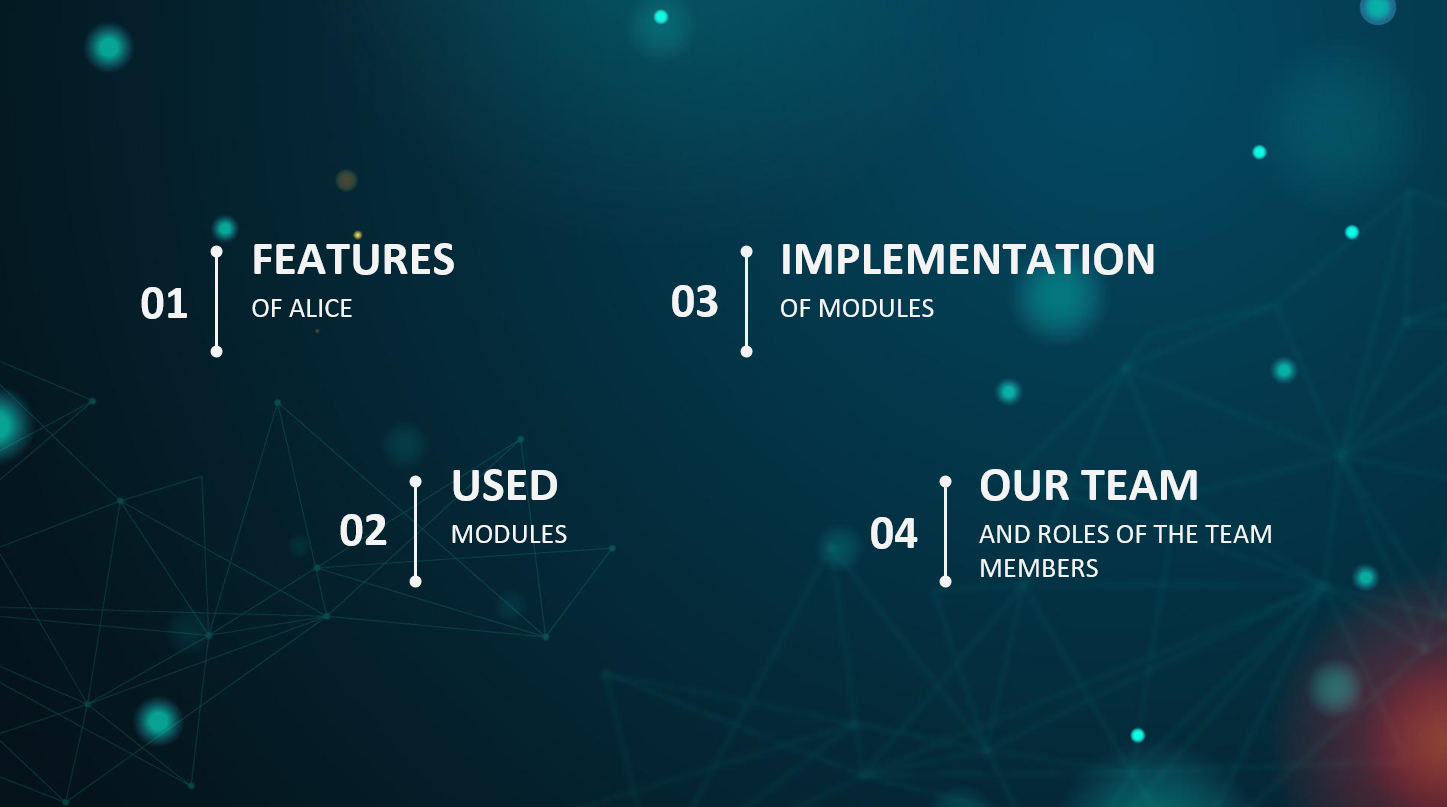 01
FEATURES
OF ALICE
02
USED
MODULES
03
IMPLEMENTATION
OF MODULES
04
OUR TEAM
AND ROLES OF THE TEAM
MEMBERS